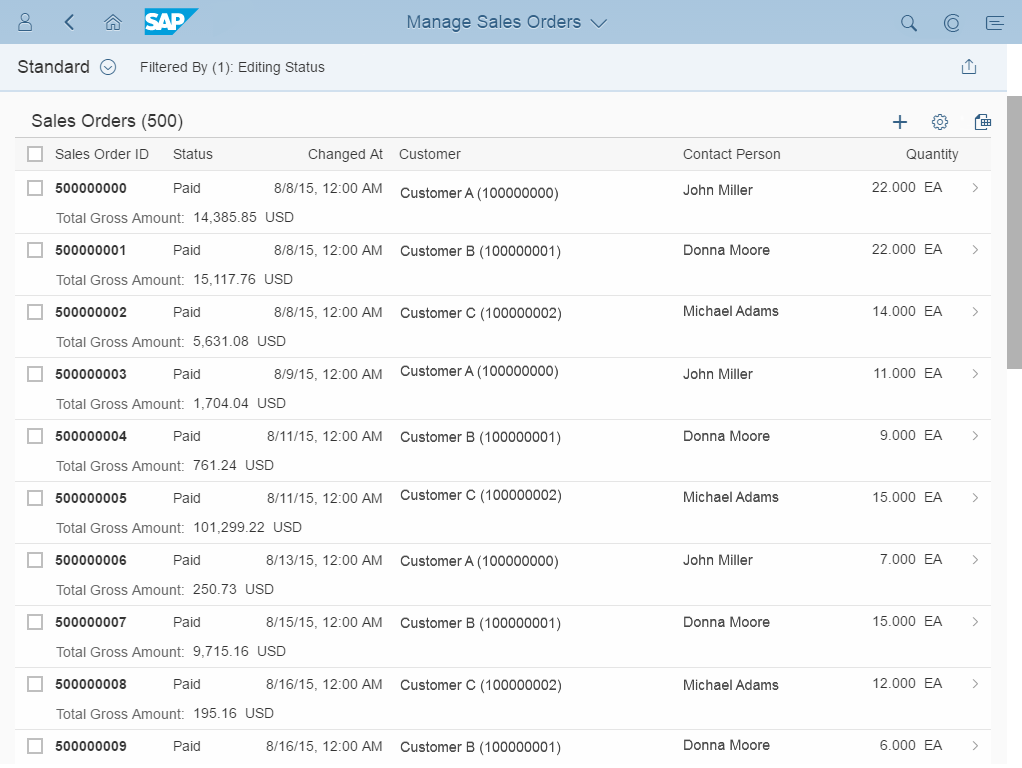 SAP Manage Sales Orders
Standard Filtered By (1): Editing Status
Sales Orders (500)
Sales Order ID Status Changed At Customer Contact Person Quantity
500000000 Paid 8/8/15, 12:00 AM Customer A (100000000) John Miller 22.000 EA
Total Gross Amount: 14,385.85 USD
500000001 Paid 8/8/15, 12:00 AM Customer B (100000001) Donna Moore 22.000 EA
Total Gross Amount: 15,117.76 USD
500000002 Paid 8/8/15, 12:00 AM Customer C (100000002) Michael Adams 14.000 EA
Total Gross Amount: 5,631.08 USD
500000003 Paid 8/9/15, 12:00 AM Customer A (100000000) John Miller 11.000 EA
Total Gross Amount: 1,704.04 USD
500000004 Paid 8/11/15, 12:00 AM Customer B (100000001) Donna Moore 9.000 EA
Total Gross Amount: 761.24 USD
500000005 Paid 8/11/15, 12:00 AM Customer C (100000002) Michael Adams 15.000 EA
Total Gross Amount: 101,299.22 USD
500000006 Paid 8/13/15, 12:00 AM Customer A (100000000) John Miller 7.000 EA
Total Gross Amount: 250.73 USD
500000007 Paid 8/15/15, 12:00 AM Customer B (100000001) Donna Moore 15.000 EA
Total Gross Amount: 9,715.16 USD
500000008 Paid 8/16/15, 12:00 AM Customer C (100000002) Michael Adams 12.000 EA
Total Gross Amount: 195.16 USD
500000009 Paid 8/16/15, 12:00 AM Customer B (100000001) Donna Moore 6.000 EA